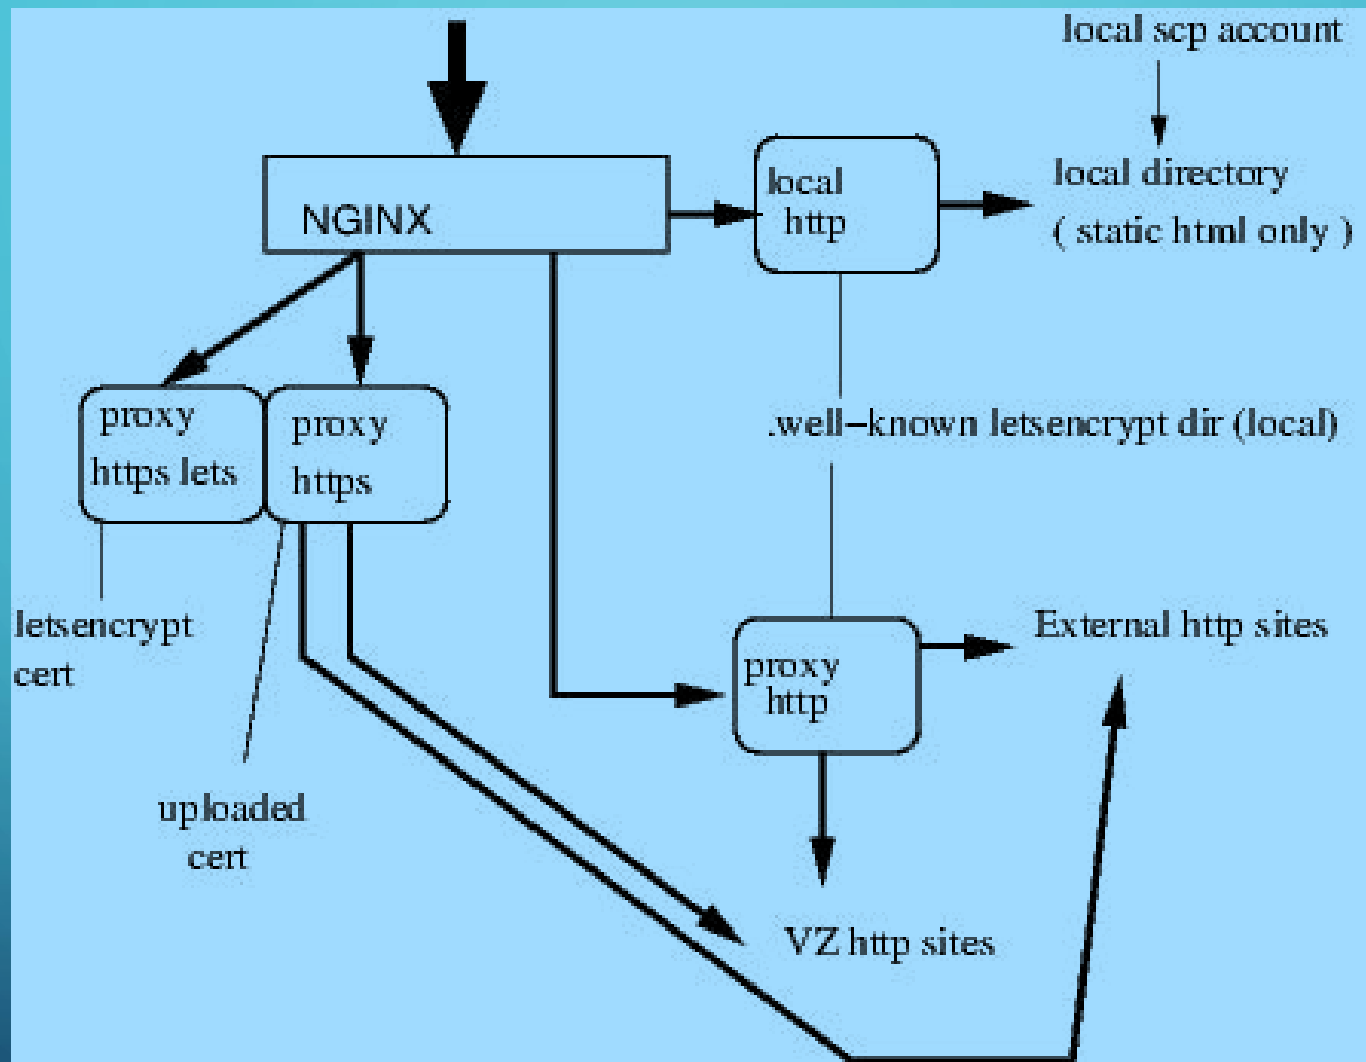 local scp account
local directory
( static html only )
NGINX
local
http
proxy
https lets
proxy
https
.well-known letsencrypt dir (local)
letsencrypt
cert
External http sites
proxy
http
uploaded
cert
VZ http sites